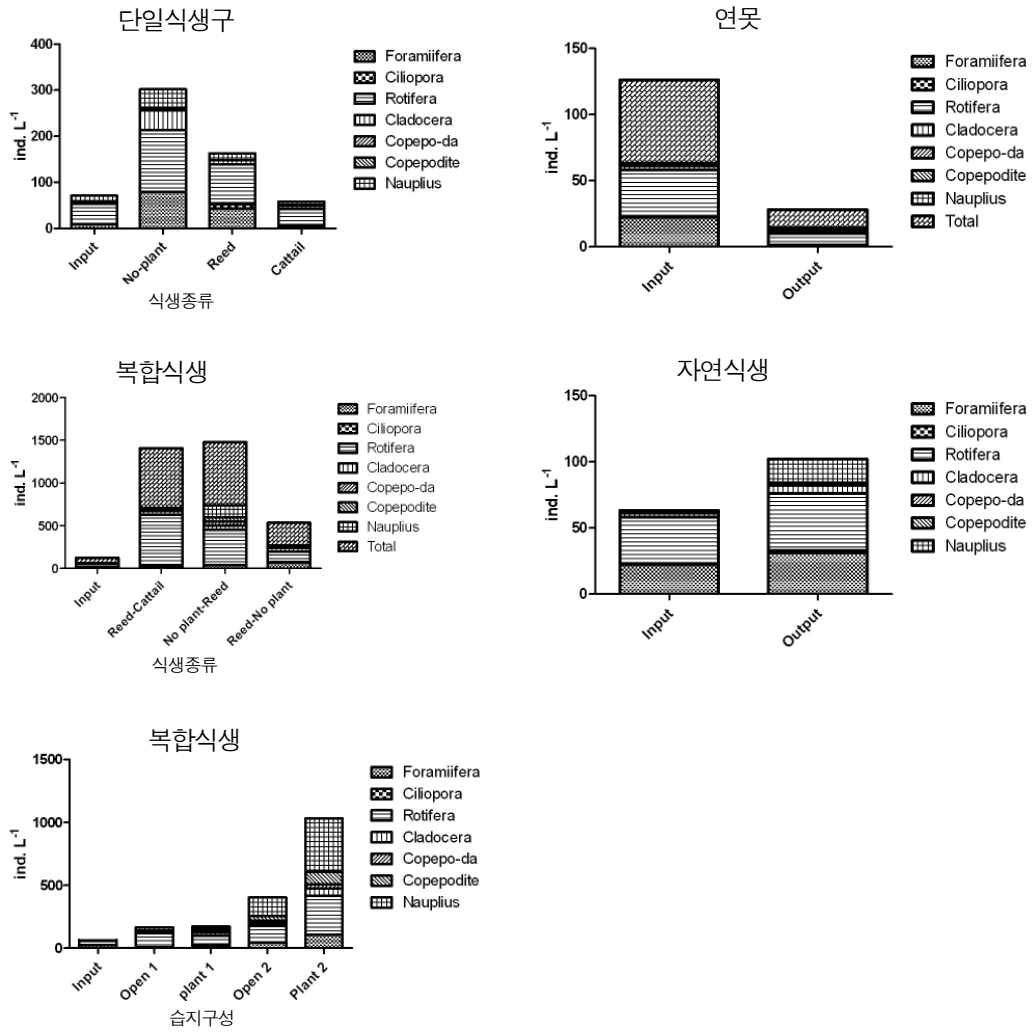 단일식생구
400
300
200
100
0
ind. L-1
Input
No-plant
Reed
Cattail
식생종류
Foramiifera
Ciliopora
Rotifera
Cladocera
Copepo-da
Copepodite
Nauplius
연못
150
100
50
0
ind. L-1
Input
Output
Foramiifera
Ciliopora
Rotifera
Cladocera
Copepo-da
Copepodite
Nauplius
Total
복합식생
2000
1500
1000
500
0
ind. L-1
Input
Reed-Cattail
No plant-Reed
Reed-No plant
식생종류
Foramiifera
Ciliopora
Rotifera
Cladocera
Copepo-da
Copepodite
Nauplius
Total
자연식생
150
100
50
0
ind. L-1
Input
Output
Foramiifera
Ciliopora
Rotifera
Cladocera
Copepo-da
Copepodite
Nauplius
복합식생
1500
1000
500
0
ind. L-1
Input
Open 1
plant 1
Open 2
Plant 2
습지구성
Foramiifera
Ciliopora
Rotifera
Cladocera
Copepo-da
Copepodite
Nauplius